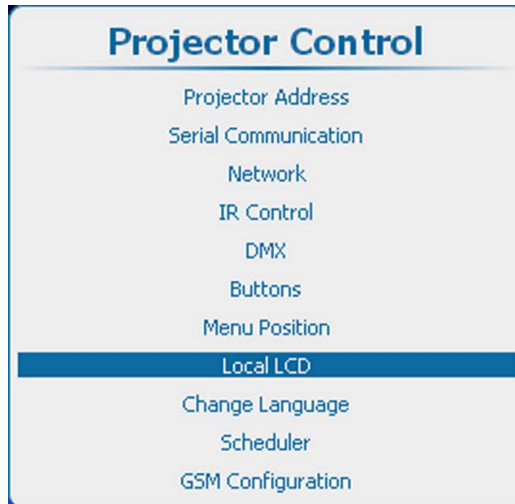 Projector Control
Projector Address
Serial Communication
Network
IR Control
DMX
Buttons
Menu Position
Local LCD
Change Language
Scheduler
GSM Configuration